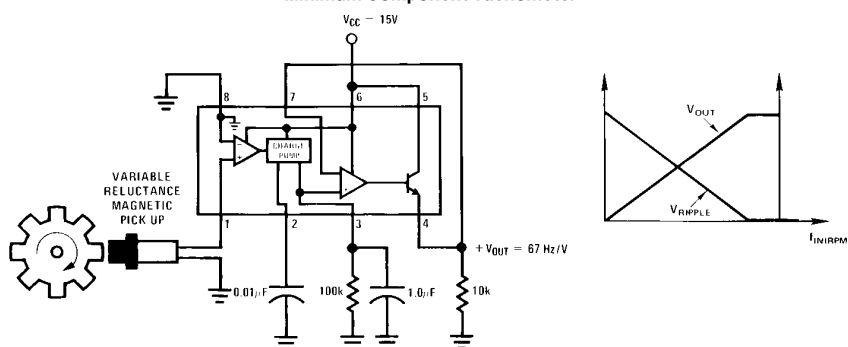 Minimum Component Tachometer
VCC = 15V
8
7
6
5
CHARGE
PUMP
VARIABLE
RELUCTANCE
MAGNETIC
PICK UP
1
2
3
4
+ VOUT = 67 Hz/V
0.01μF
100k
1.0μF
10k
VOUT
VRIPPLE
fIN|RPM